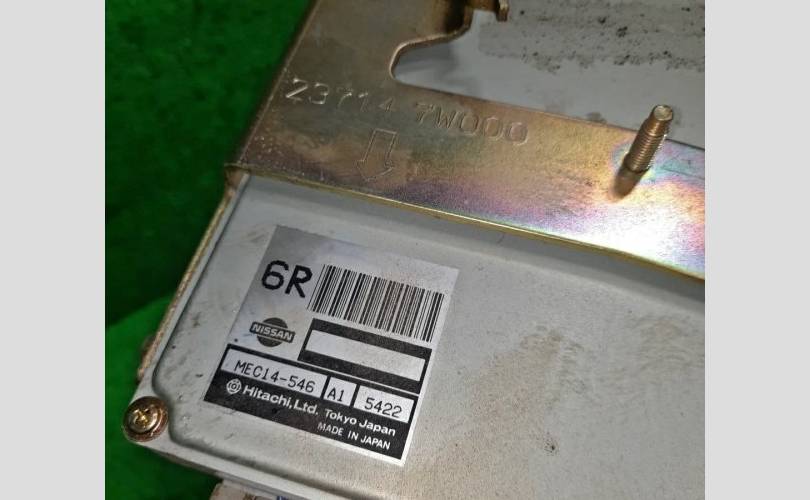 23714 7W000
6R
NISSAN
MEC14-546 A1 5422
Hitachi, Ltd. Tokyo Japan
MADE IN JAPAN